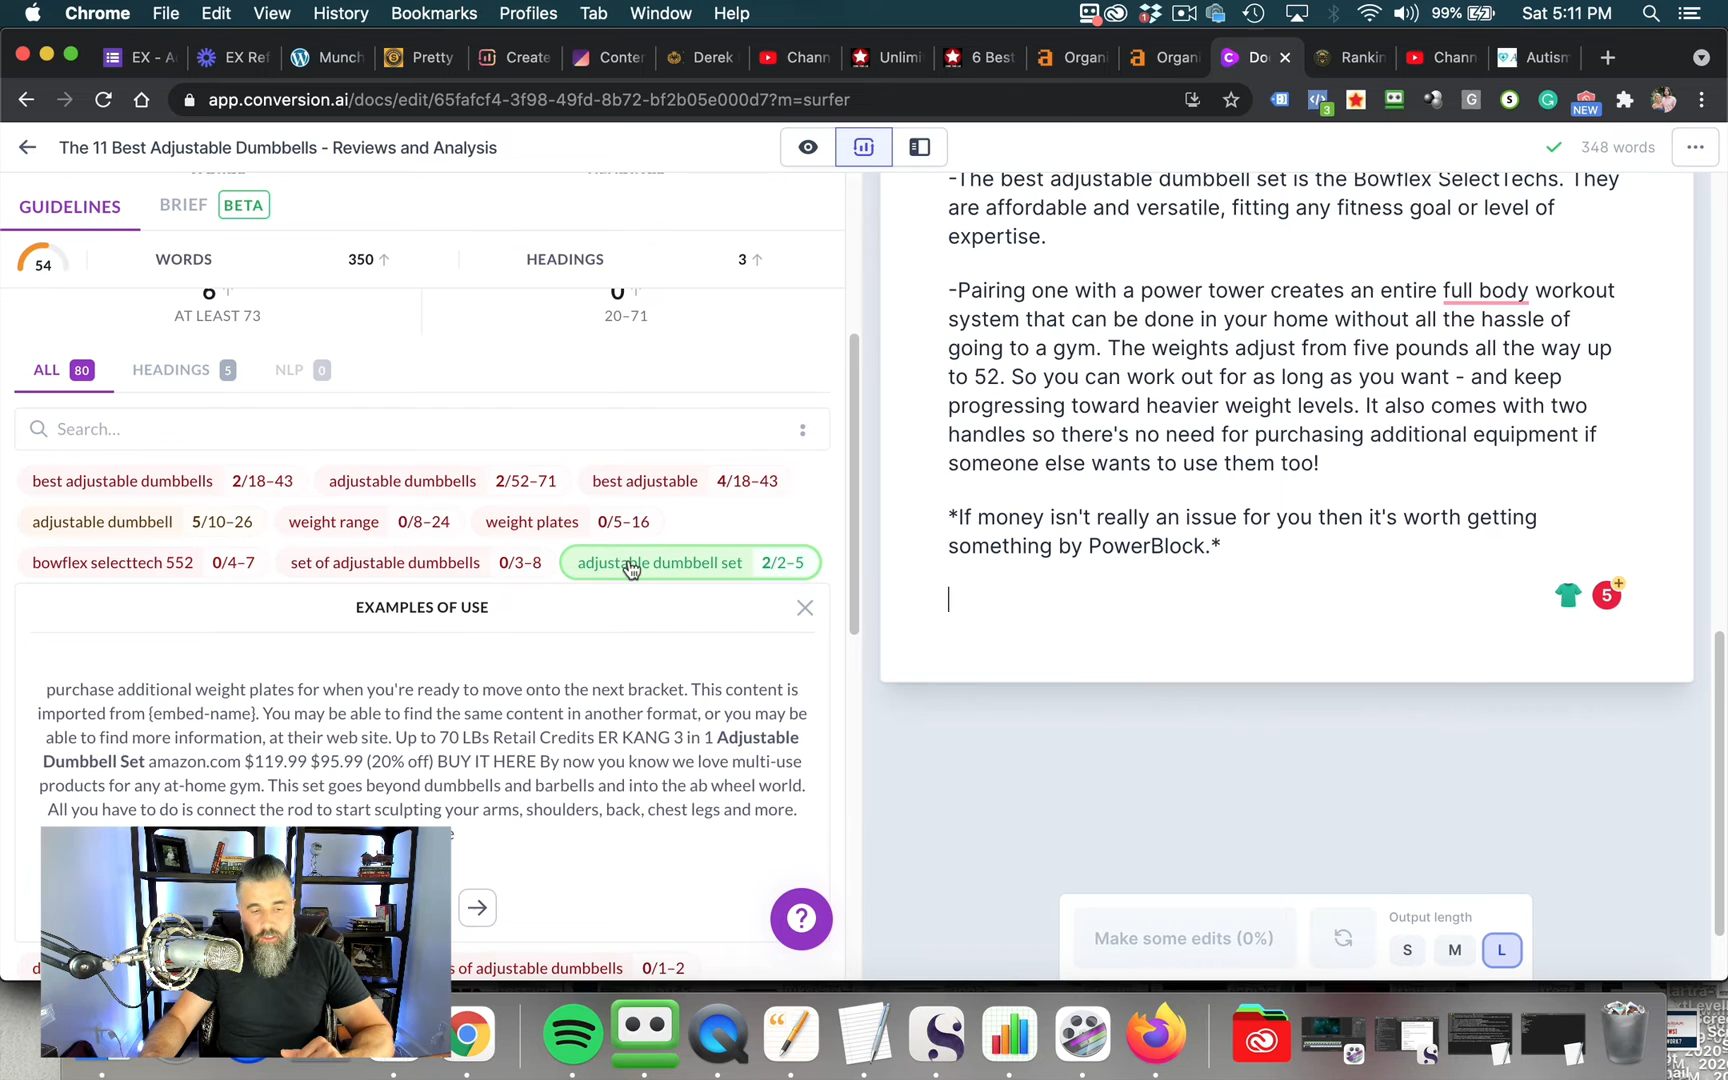 Chrome File Edit View History Bookmarks Profiles Tab Window Help 99% Sat 5:11 PM
EX - A EX Ref Munch Pretty Create Conter Derek Chann Unlimi 6 Best Organi Organi Do Rankin Chann Autism
app.conversion.ai/docs/edit/65fafcf4-3f98-49fd-8b72-bf2b05e000d7?m=surfer
3 NEW
The 11 Best Adjustable Dumbbells - Reviews and Analysis
348 words
GUIDELINES
BRIEF BETA
54
WORDS 350
HEADINGS 3
6
AT LEAST 73
0
20-71
ALL 80
HEADINGS 5
NLP 0
Search...
best adjustable dumbbells 2/18-43
adjustable dumbbells 2/52-71
best adjustable 4/18-43
adjustable dumbbell 5/10-26
weight range 0/8-24
weight plates 0/5-16
bowflex selecttech 552 0/4-7
set of adjustable dumbbells 0/3-8
adjustable dumbbell set 2/2-5
EXAMPLES OF USE
purchase additional weight plates for when you're ready to move onto the next bracket. This content is
imported from {embed-name}. You may be able to find the same content in another format, or you may be
able to find more information, at their web site. Up to 70 LBs Retail Credits ER KANG 3 in 1 Adjustable
Dumbbell Set amazon.com $119.99 $95.99 (20% off) BUY IT HERE By now you know we love multi-use
products for any at-home gym. This set goes beyond dumbbells and barbells and into the ab wheel world.
All you have to do is connect the rod to start sculpting your arms, shoulders, back, chest legs and more.
s of adjustable dumbbells 0/1-2
-The best adjustable dumbbell set is the Bowflex SelectTechs. They
are affordable and versatile, fitting any fitness goal or level of
expertise.
-Pairing one with a power tower creates an entire full body workout
system that can be done in your home without all the hassle of
going to a gym. The weights adjust from five pounds all the way up
to 52. So you can work out for as long as you want - and keep
progressing toward heavier weight levels. It also comes with two
handles so there's no need for purchasing additional equipment if
someone else wants to use them too!
*If money isn't really an issue for you then it's worth getting
something by PowerBlock.*
5
Make some edits (0%)
Output length
S M L